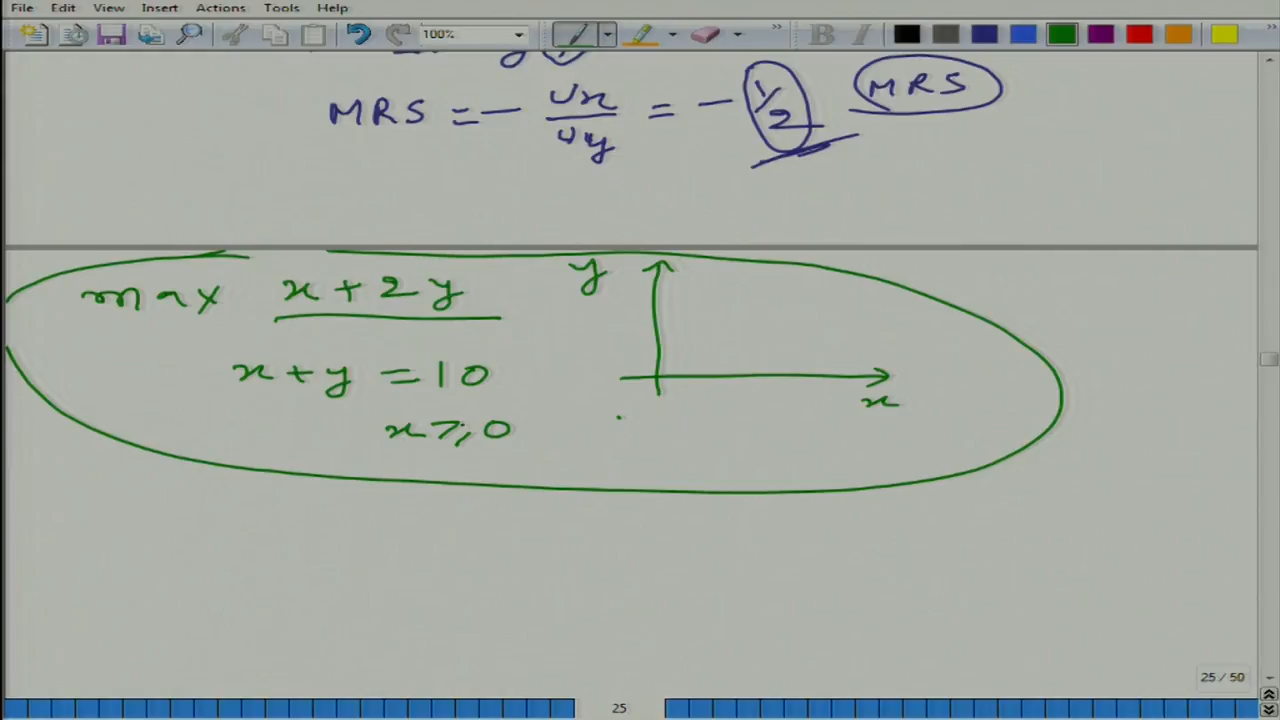 File Edit View Insert Actions Tools Help
100%
MRS = - Ux/Uy = - 1/2 MRS
max x + 2y
y
x + y = 10
x
x ≥, 0
25 / 50
25